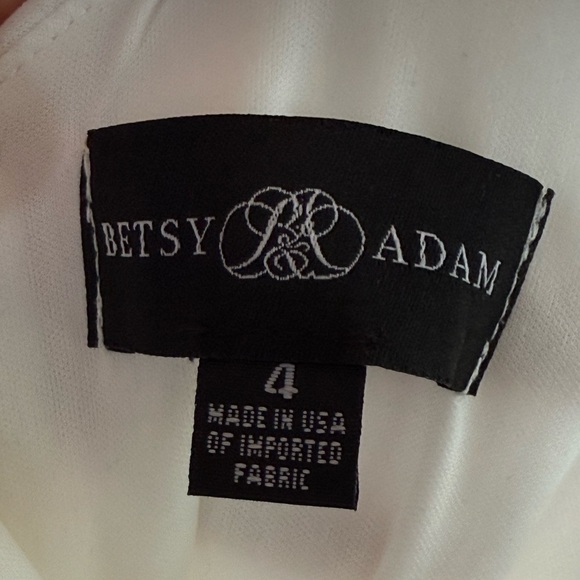 BETSY B&A ADAM
4
MADE IN USA
OF IMPORTED
FABRIC